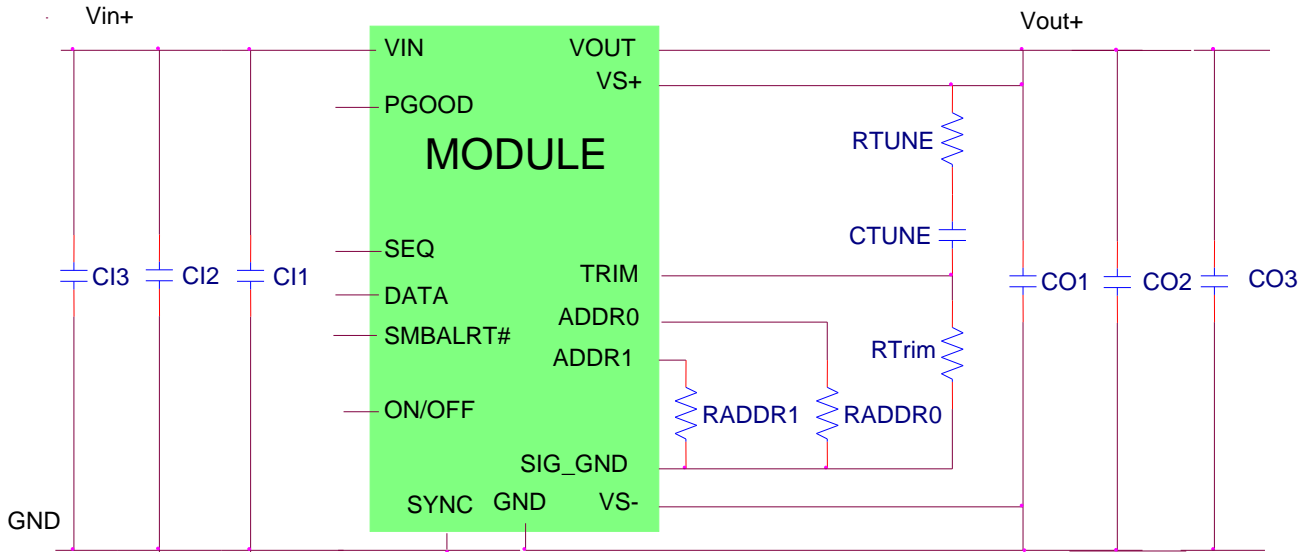 Vin+
Vout+
VIN
VOUT
VS+
PGOOD
MODULE
RTUNE
CTUNE
SEQ
TRIM
CI3
CI2
CI1
CO1
CO2
CO3
DATA
ADDR0
SMBALRT#
ADDR1
RTrim
ON/OFF
RADDR1
RADDR0
SIG_GND
SYNC
GND
VS-
GND